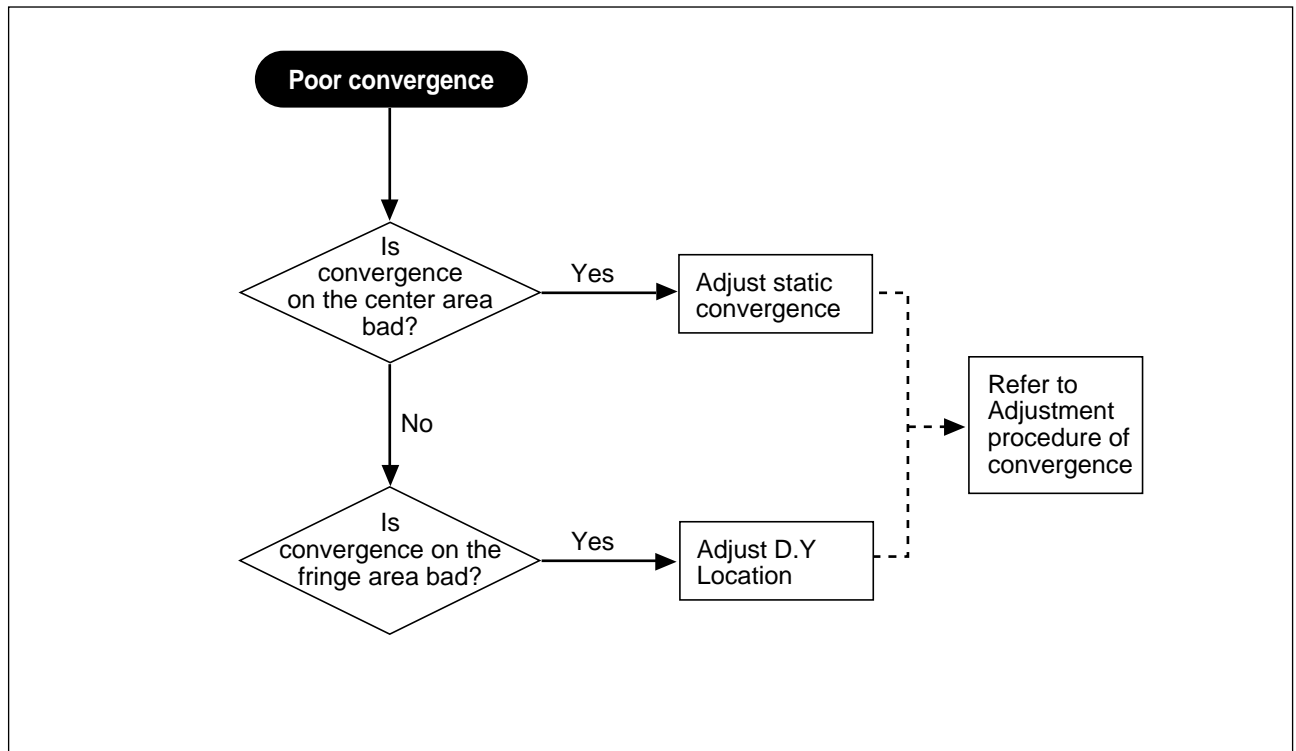 Poor convergence
Is
convergence
on the center area
bad?
Yes
Adjust static
convergence
Refer to
Adjustment
procedure of
convergence
No
Is
convergence on the
fringe area bad?
Yes
Adjust D.Y
Location